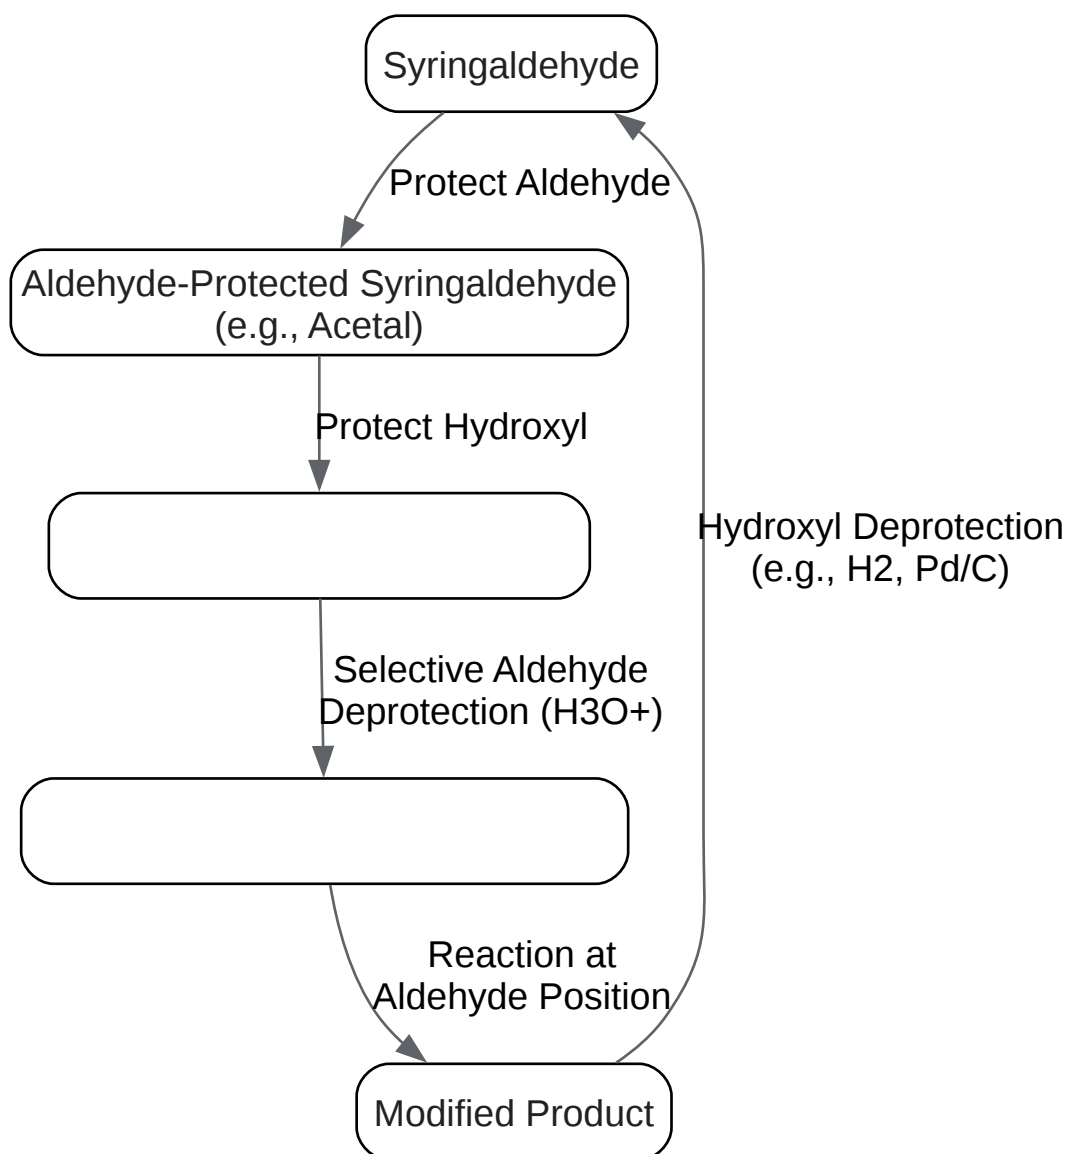 Syringaldehyde
Protect Aldehyde
Aldehyde-Protected Syringaldehyde
(e.g., Acetal)
Protect Hydroxyl
Hydroxyl Deprotection
(e.g., H2, Pd/C)
Selective Aldehyde
Deprotection (H3O+)
Reaction at
Aldehyde Position
Modified Product